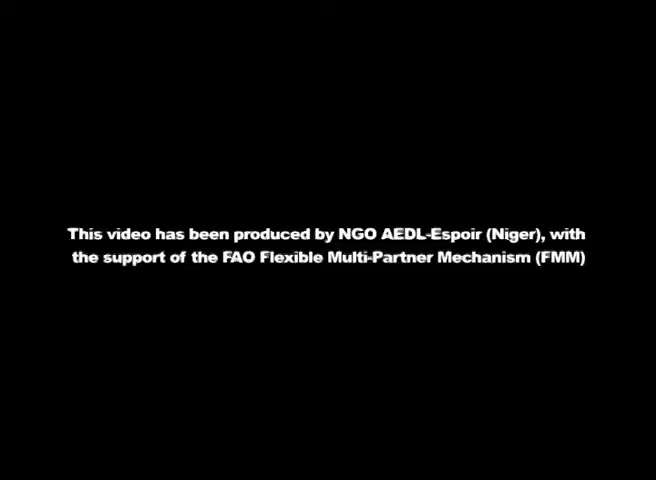 This video has been produced by NGO AEDL-Espoir (Niger), with
the support of the FAO Flexible Multi-Partner Mechanism (FMM)